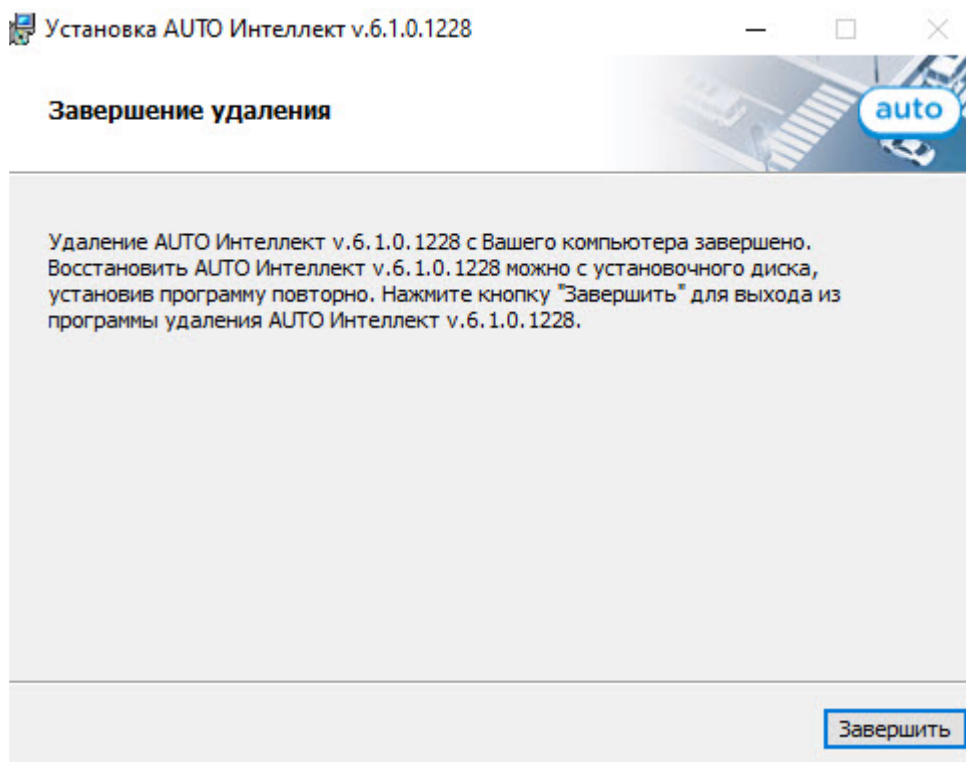 Установка AUTO Интеллект v.6.1.0.1228
Завершение удаления
auto
Удаление AUTO Интеллект v.6.1.0.1228 с Вашего компьютера завершено.
Восстановить AUTO Интеллект v.6.1.0.1228 можно с установочного диска,
установив программу повторно. Нажмите кнопку "Завершить" для выхода из
программы удаления AUTO Интеллект v.6.1.0.1228.
Завершить